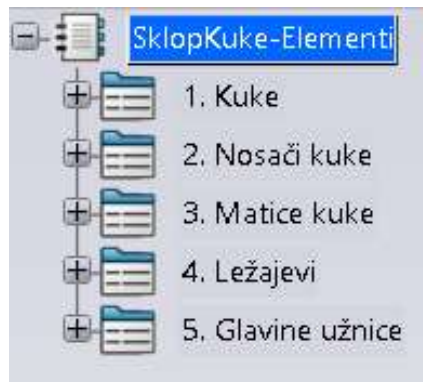 SklopKuke-Elementi
1. Kuke
2. Nosači kuke
3. Matice kuke
4. Ležajevi
5. Glavine užnice